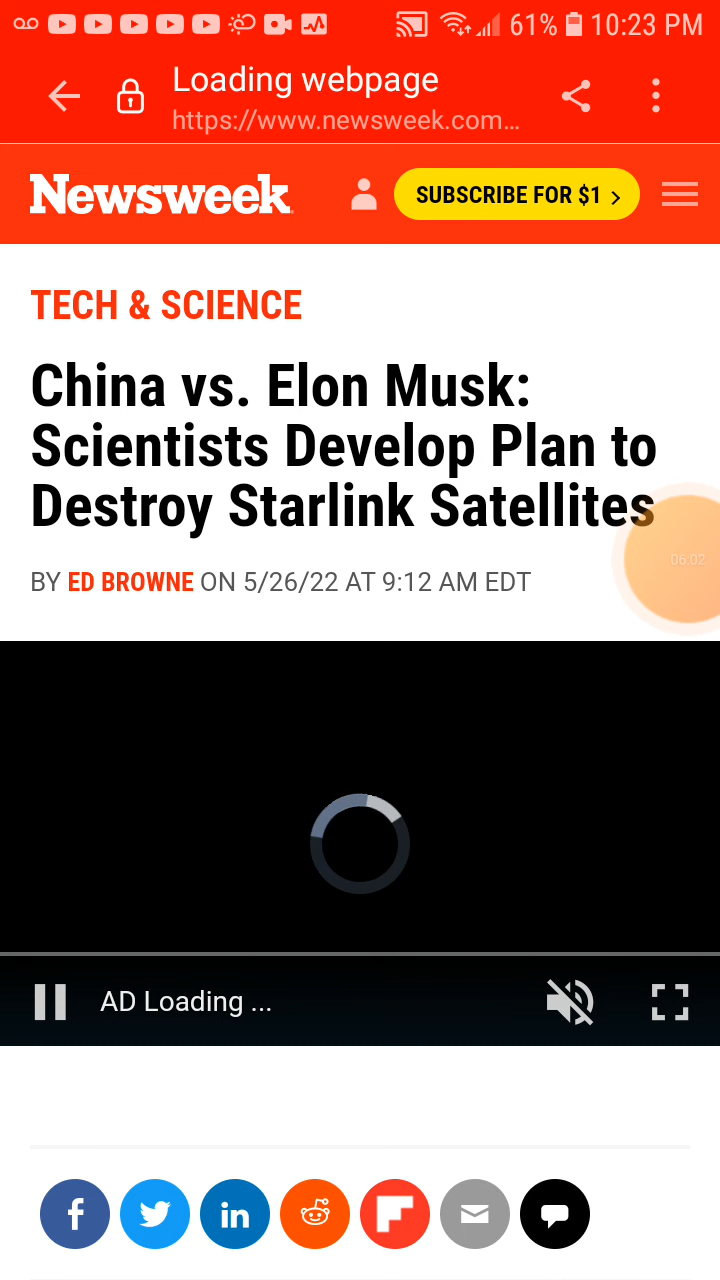 61% 10:23 PM
Loading webpage
https://www.newsweek.com...
Newsweek
SUBSCRIBE FOR $1 >
TECH & SCIENCE
China vs. Elon Musk:
Scientists Develop Plan to
Destroy Starlink Satellites
06:02
BY ED BROWNE ON 5/26/22 AT 9:12 AM EDT
AD Loading ...